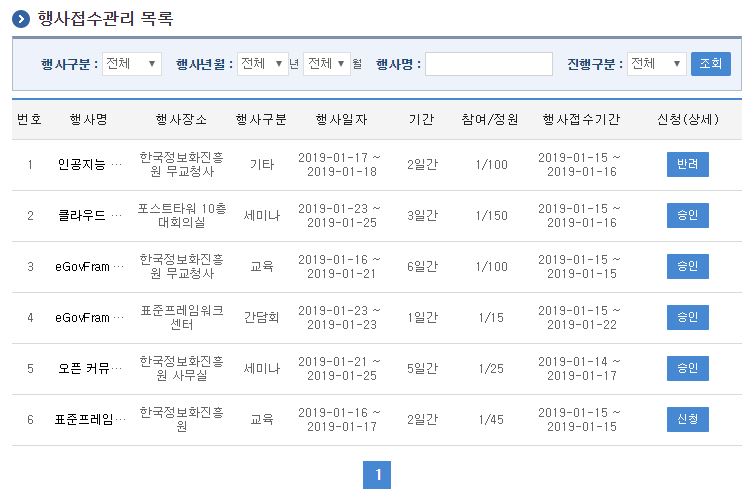 행사접수관리 목록
행사구분 : 전체 ▼ 행사년월 : 전체 ▼ 년 전체 ▼ 월 행사명 : 진행구분 : 전체 ▼ 조회
번호 행사명 행사장소 행사구분 행사일자 기간 참여/정원 행사접수기간 신청(상세)
1 인공지능 ··· 한국정보화진흥 기타 2019-01-17 ~ 2일간 1/100 2019-01-15 ~ 반려
원 무교청사 2019-01-18 2019-01-16
2 클라우드 ··· 포스트타워 10층 세미나 2019-01-23 ~ 3일간 1/150 2019-01-15 ~ 승인
대회의실 2019-01-25 2019-01-16
3 eGovFram ··· 한국정보화진흥 교육 2019-01-16 ~ 6일간 1/100 2019-01-15 ~ 승인
원 무교청사 2019-01-21 2019-01-15
4 eGovFram ··· 표준프레임워크 간담회 2019-01-23 ~ 1일간 1/15 2019-01-15 ~ 승인
센터 2019-01-23 2019-01-22
5 오픈 커뮤··· 한국정보화진흥 세미나 2019-01-21 ~ 5일간 1/25 2019-01-14 ~ 승인
원 사무실 2019-01-25 2019-01-17
6 표준프레임··· 한국정보화진흥 교육 2019-01-16 ~ 2일간 1/45 2019-01-15 ~ 신청
원 2019-01-17 2019-01-15
1